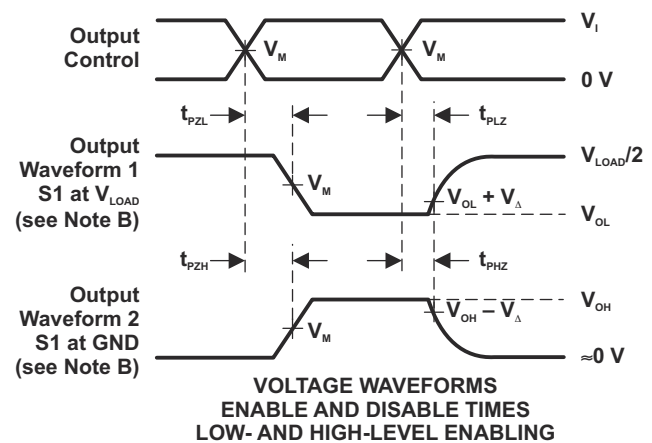 Output
Control
V_M
V_M
V_I
0 V
t_PZL
t_PLZ
Output
Waveform 1
S1 at V_LOAD
(see Note B)
V_M
V_OL + V_Δ
V_LOAD/2
V_OL
t_PZH
t_PHZ
Output
Waveform 2
S1 at GND
(see Note B)
V_M
V_OH – V_Δ
V_OH
≈0 V
VOLTAGE WAVEFORMS
ENABLE AND DISABLE TIMES
LOW- AND HIGH-LEVEL ENABLING